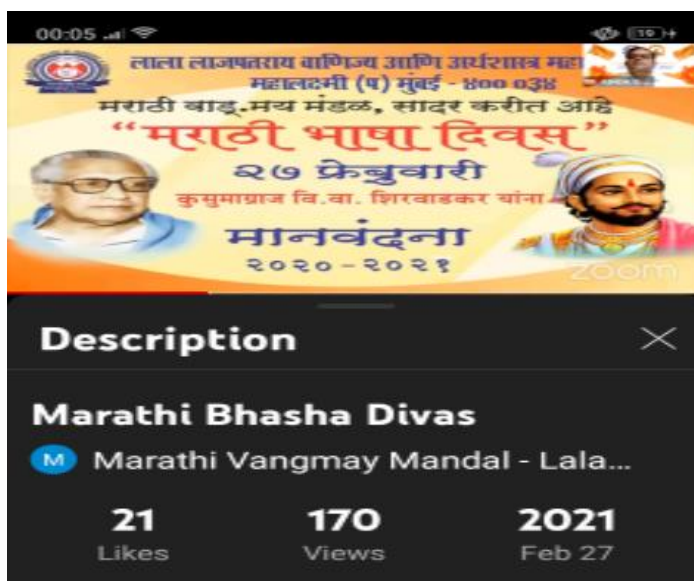 00:05
19
लाला लाजपतराय वाणिज्य आणि अर्थशास्त्र महा
महालक्ष्मी (प) मुंबई - ४०० ०३४
मराठी वाङ्.मय मंडळ, सादर करीत आहे
“मराठी भाषा दिवस”
२७ फेब्रुवारी
कुसुमाग्राज वि.वा. शिरवाडकर यांना
मानवंदना
२०२०-२०२१
zoom
Description
Marathi Bhasha Divas
M Marathi Vangmay Mandal - Lala...
21 170 2021
Likes Views Feb 27